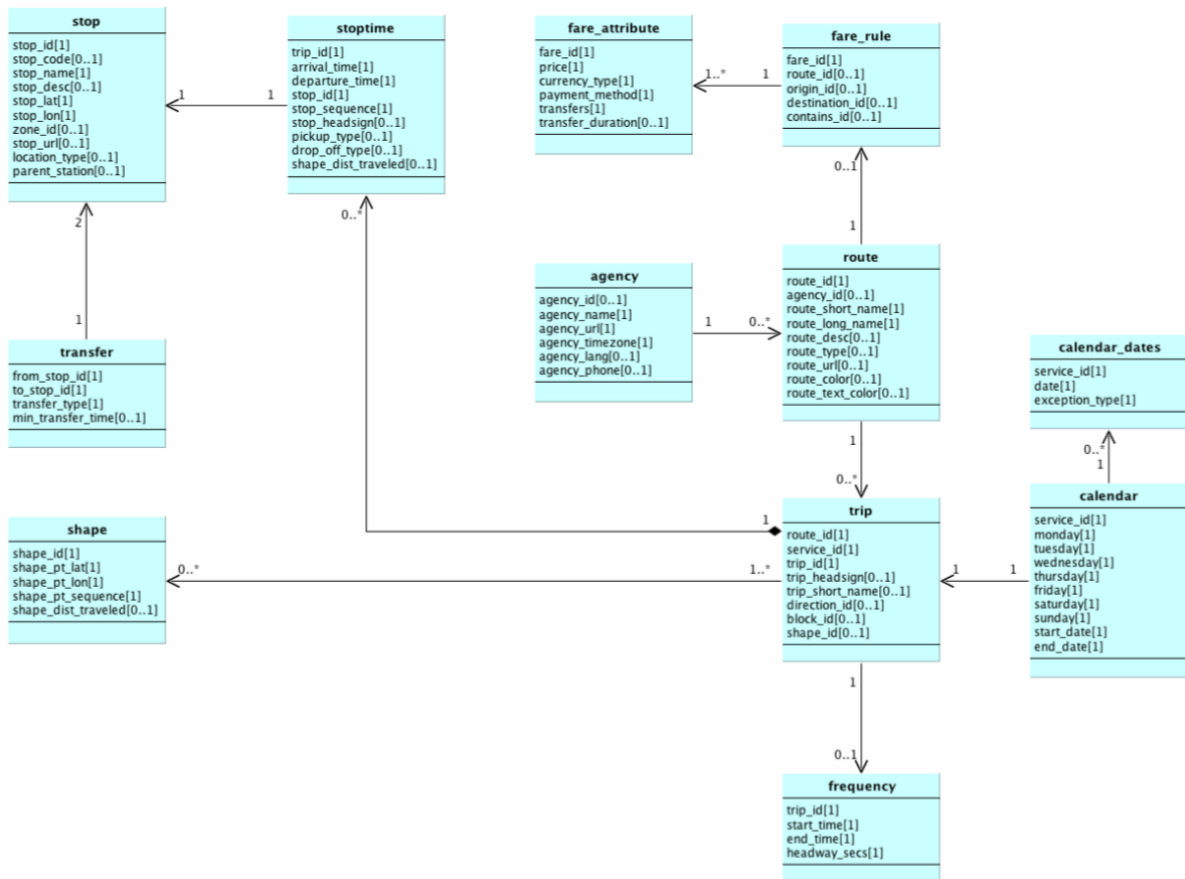 stop
stop_id[1]
stop_code[0..1]
stop_name[1]
stop_desc[0..1]
stop_lat[1]
stop_lon[1]
zone_id[0..1]
stop_url[0..1]
location_type[0..1]
parent_station[0..1]
1
1
stoptime
trip_id[1]
arrival_time[1]
departure_time[1]
stop_id[1]
stop_sequence[1]
stop_headsign[0..1]
pickup_type[0..1]
drop_off_type[0..1]
shape_dist_traveled[0..1]
0..*
fare_attribute
fare_id[1]
price[1]
currency_type[1]
payment_method[1]
transfers[1]
transfer_duration[0..1]
1..*
1
fare_rule
fare_id[1]
route_id[0..1]
origin_id[0..1]
destination_id[0..1]
contains_id[0..1]
0..1
1
2
1
transfer
from_stop_id[1]
to_stop_id[1]
transfer_type[1]
min_transfer_time[0..1]
agency
agency_id[0..1]
agency_name[1]
agency_url[1]
agency_timezone[1]
agency_lang[0..1]
agency_phone[0..1]
1
0..*
route
route_id[1]
agency_id[0..1]
route_short_name[1]
route_long_name[1]
route_desc[0..1]
route_type[0..1]
route_url[0..1]
route_color[0..1]
route_text_color[0..1]
1
0..*
calendar_dates
service_id[1]
date[1]
exception_type[1]
0..*
1
shape
shape_id[1]
shape_pt_lat[1]
shape_pt_lon[1]
shape_pt_sequence[1]
shape_dist_traveled[0..1]
0..*
1..*
1
trip
route_id[1]
service_id[1]
trip_id[1]
trip_headsign[0..1]
trip_short_name[0..1]
direction_id[0..1]
block_id[0..1]
shape_id[0..1]
1
1
calendar
service_id[1]
monday[1]
tuesday[1]
wednesday[1]
thursday[1]
friday[1]
saturday[1]
sunday[1]
start_date[1]
end_date[1]
1
0..1
frequency
trip_id[1]
start_time[1]
end_time[1]
headway_secs[1]